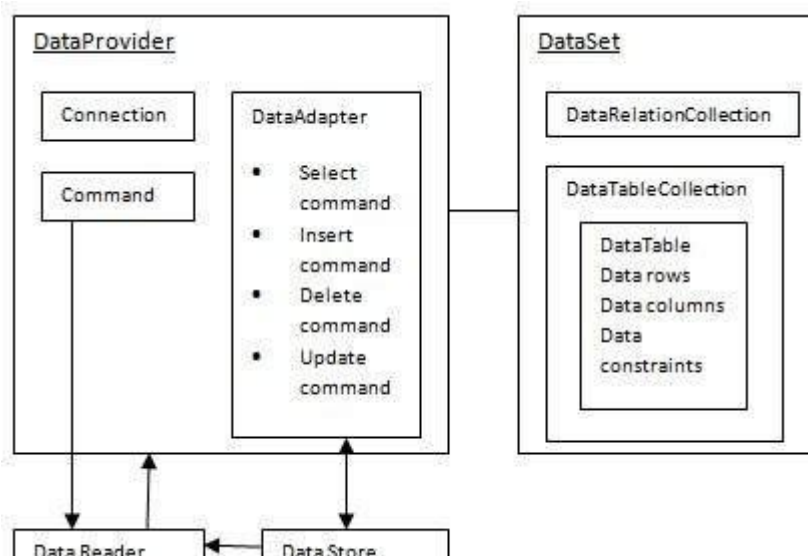 DataProvider
Connection
Command
DataAdapter
• Select
command
• Insert
command
• Delete
command
• Update
command
DataSet
DataRelationCollection
DataTableCollection
DataTable
Data rows
Data columns
Data
constraints
Data Reader
Data Store